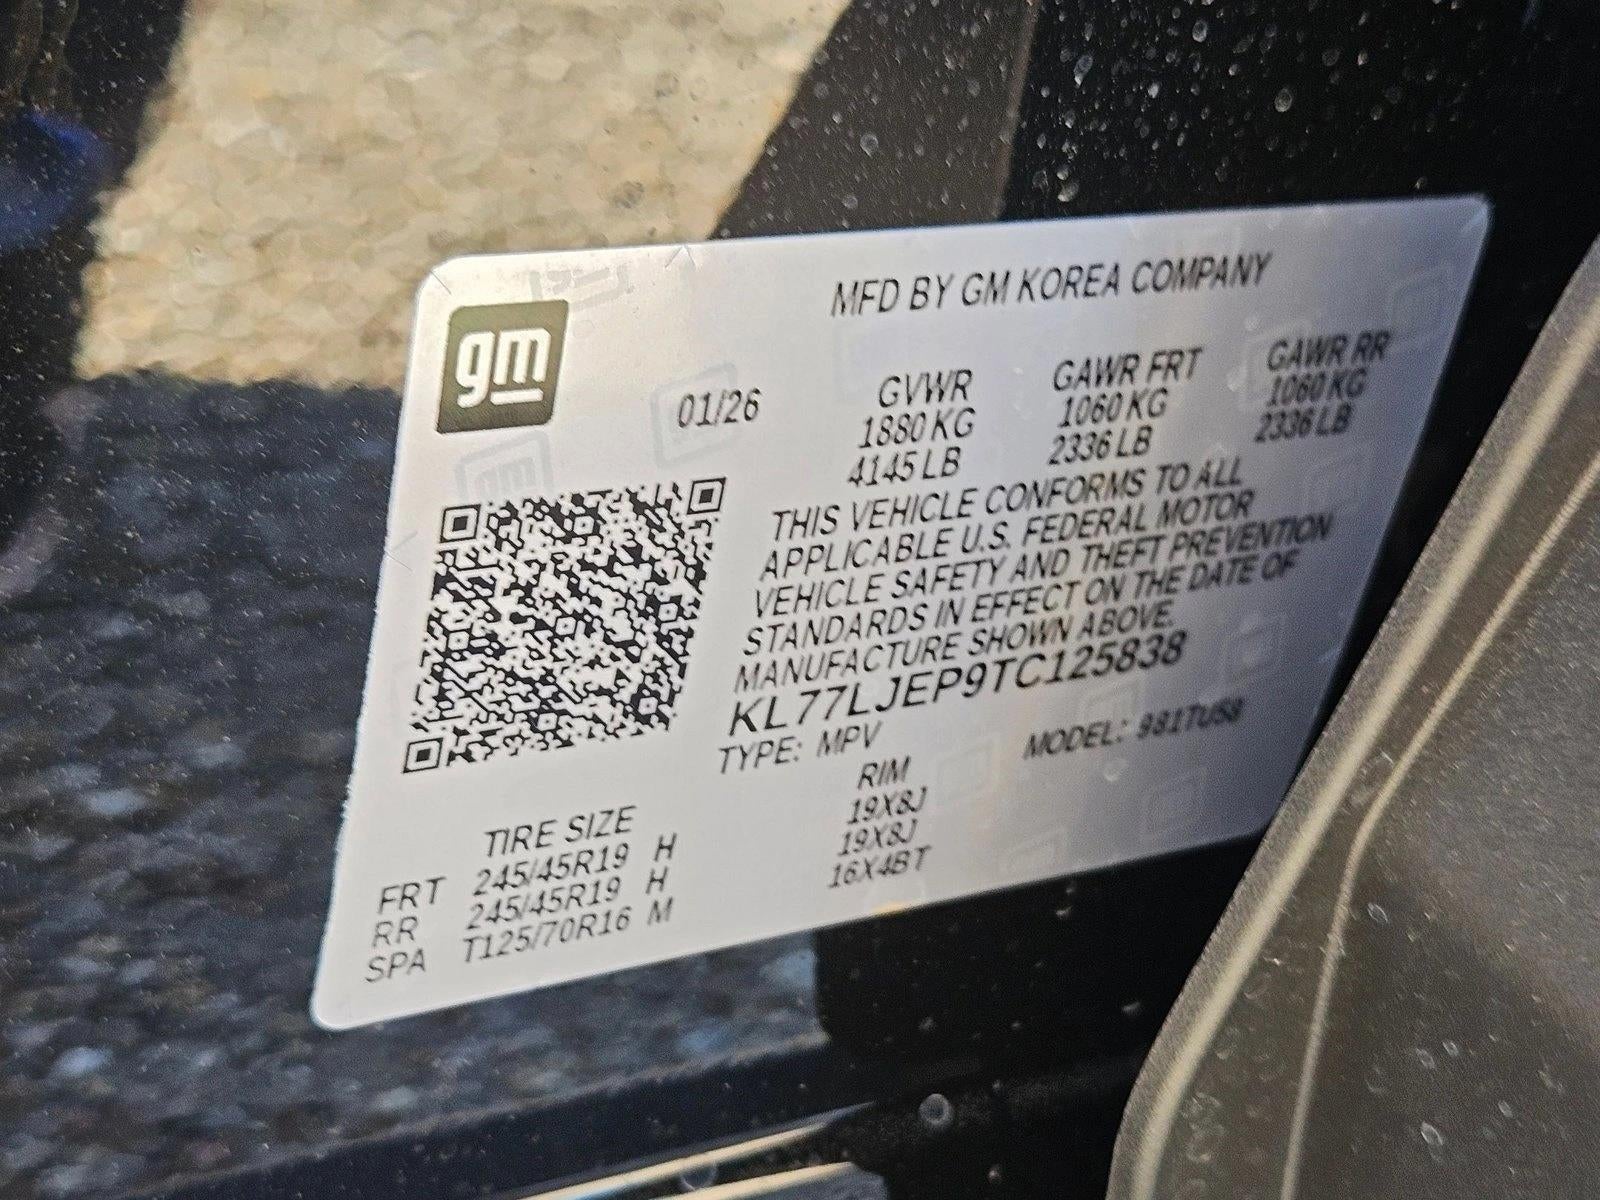 gm
MFD BY GM KOREA COMPANY
01/26
GVWR GAWR FRT GAWR RR
1880 KG 1060 KG 1060 KG
4145 LB 2336 LB 2336 LB
THIS VEHICLE CONFORMS TO ALL
APPLICABLE U.S. FEDERAL MOTOR
VEHICLE SAFETY AND THEFT PREVENTION
STANDARDS IN EFFECT ON THE DATE OF
MANUFACTURE SHOWN ABOVE.
KL77LJEP9TC125838
TYPE: MPV MODEL: 981TU58
TIRE SIZE RIM
FRT 245/45R19 H 19X8J
RR 245/45R19 H 19X8J
SPA T125/70R16 M 16X4BT